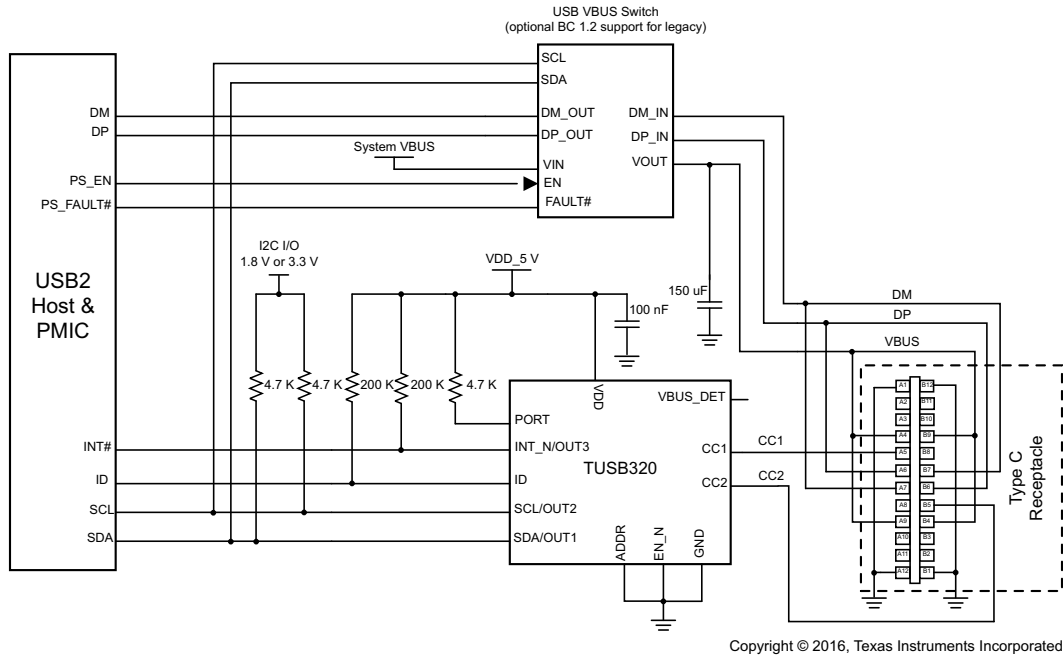 USB VBUS Switch
(optional BC 1.2 support for legacy)
SCL
SDA
DM
DM_OUT
DM_IN
DP
DP_OUT
DP_IN
System VBUS
VIN
VOUT
PS_EN
EN
PS_FAULT#
FAULT#
I2C I/O
1.8 V or 3.3 V
VDD_5 V
USB2
Host &
PMIC
150 uF
100 nF
DM
DP
VBUS
4.7 K
4.7 K
200 K
200 K
4.7 K
VDD
VBUS_DET
PORT
INT#
INT_N/OUT3
CC1
CC1
TUSB320
ID
ID
CC2
CC2
SCL
SCL/OUT2
SDA
SDA/OUT1
ADDR
EN_N
GND
A1
B12
A2
B11
A3
B10
A4
B9
A5
B8
A6
B7
A7
B6
A8
B5
A9
B4
A10
B3
A11
B2
A12
B1
Type C
Receptacle
Copyright © 2016, Texas Instruments Incorporated